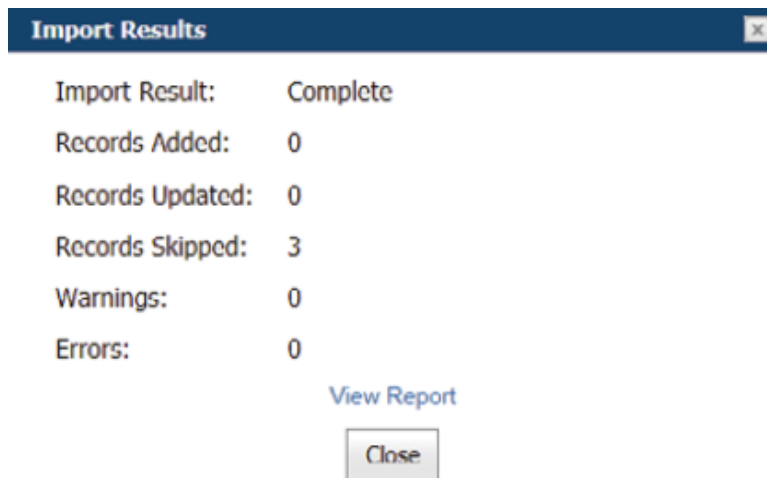 Import Results
Import Result: Complete
Records Added: 0
Records Updated: 0
Records Skipped: 3
Warnings: 0
Errors: 0
View Report
Close